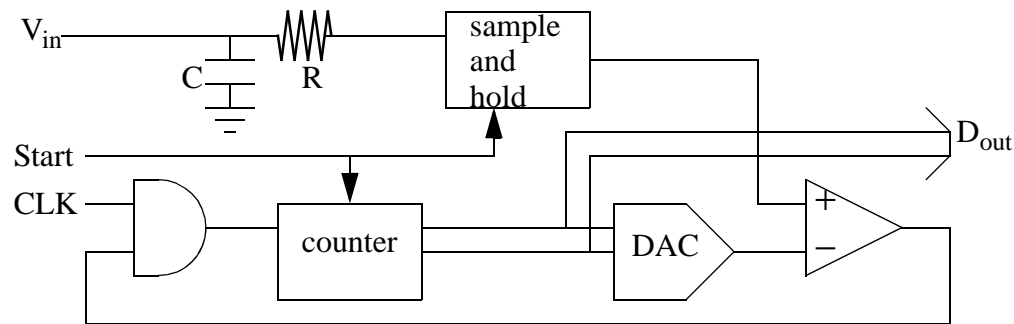 Vin
C
R
sample
and
hold
Start
Dout
CLK
counter
DAC
+
−